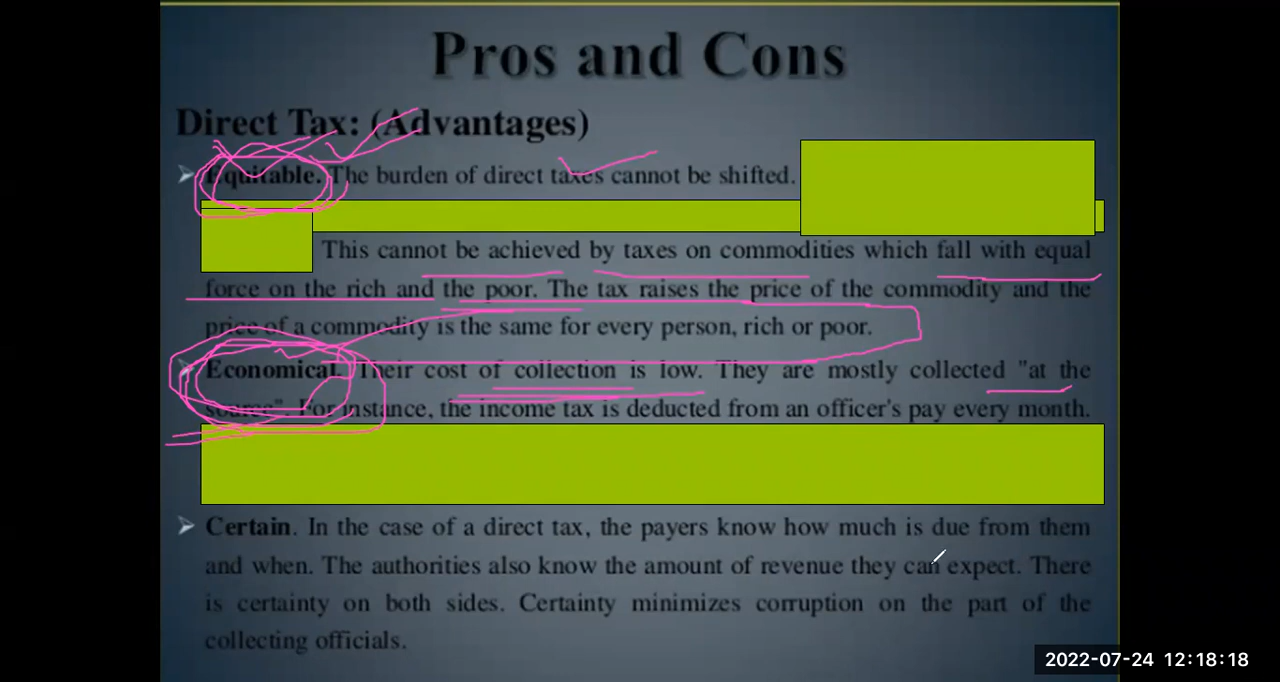 Pros and Cons
Direct Tax: (Advantages)
Equitable. The burden of direct taxes cannot be shifted.
This cannot be achieved by taxes on commodities which fall with equal
force on the rich and the poor. The tax raises the price of the commodity and the
price of a commodity is the same for every person, rich or poor.
Economical. Their cost of collection is low. They are mostly collected "at the
source". For instance, the income tax is deducted from an officer's pay every month.
Certain. In the case of a direct tax, the payers know how much is due from them
and when. The authorities also know the amount of revenue they can expect. There
is certainty on both sides. Certainty minimizes corruption on the part of the
collecting officials.
2022-07-24 12:18:18